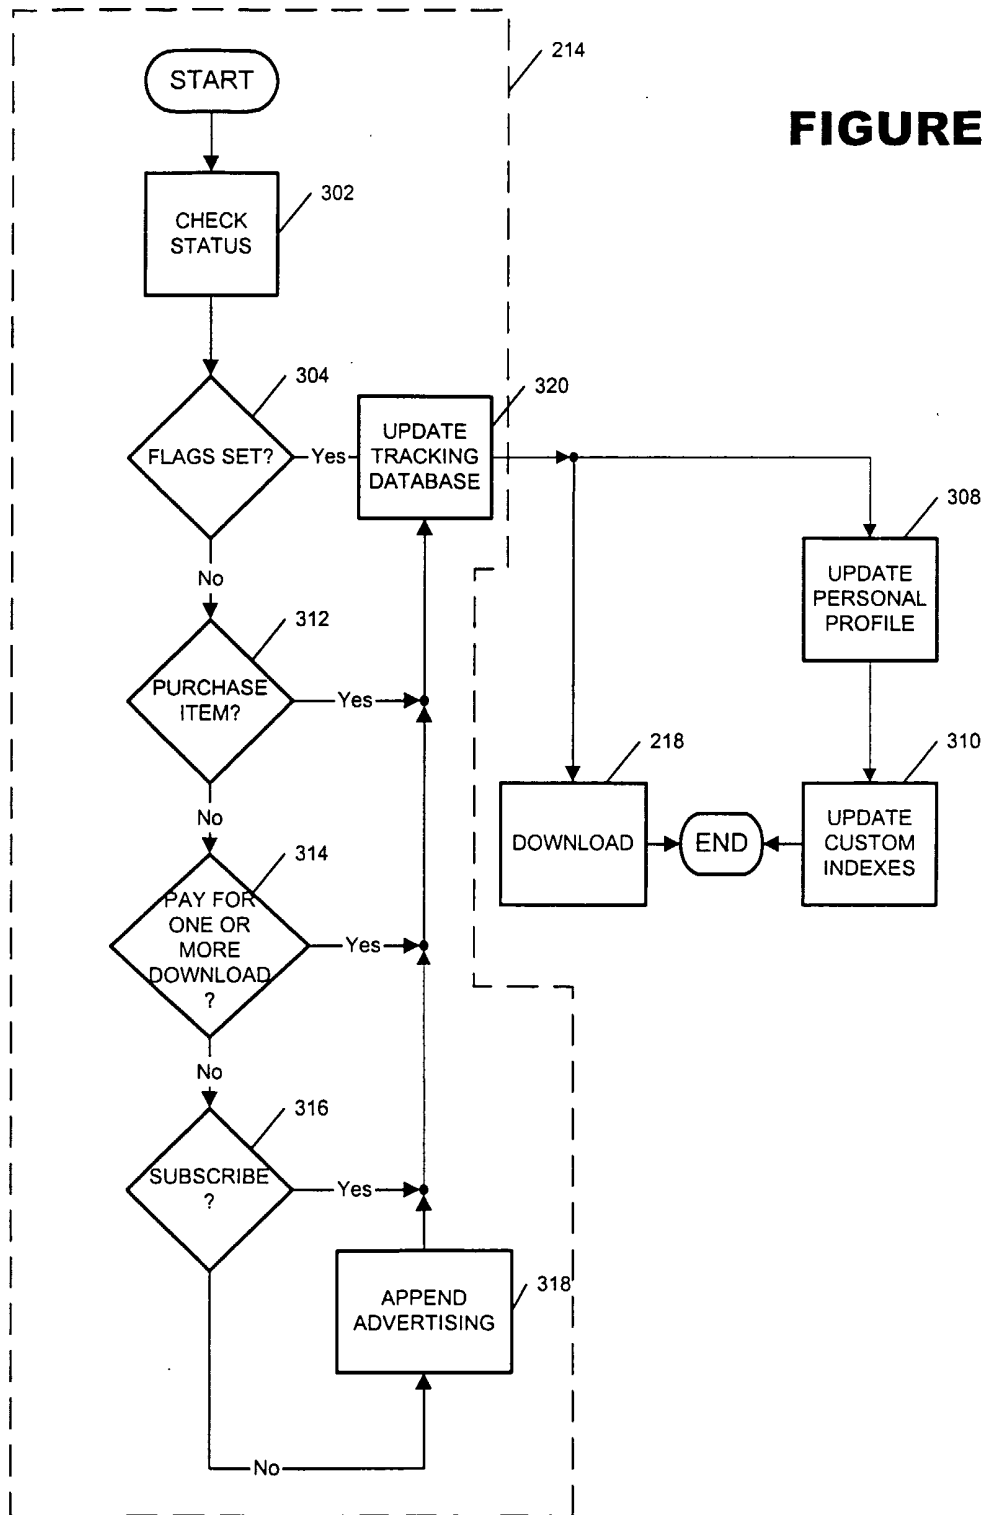 214
START
FIGURE
302
CHECK
STATUS
304
320
FLAGS SET?
Yes
UPDATE
TRACKING
DATABASE
308
No
UPDATE
PERSONAL
PROFILE
312
PURCHASE
ITEM?
Yes
218
310
No
DOWNLOAD
END
UPDATE
CUSTOM
INDEXES
314
PAY FOR
ONE OR
MORE
DOWNLOAD
?
Yes
No
316
SUBSCRIBE
?
Yes
318
APPEND
ADVERTISING
No